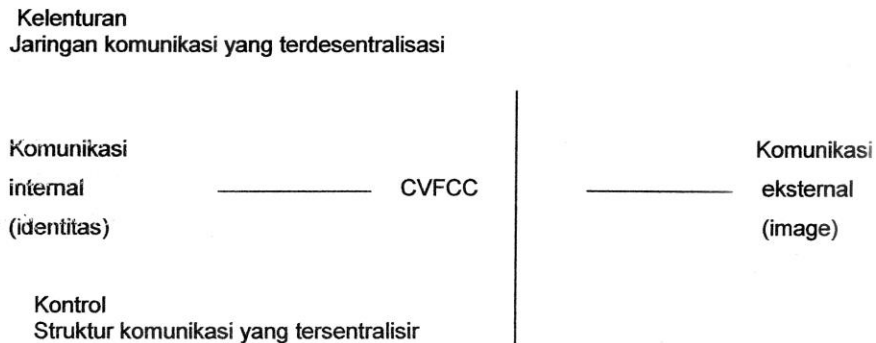 Kelenturan
Jaringan komunikasi yang terdesentralisasi
Komunikasi
internal
(identitas)
CVFCC
Komunikasi
eksternal
(image)
Kontrol
Struktur komunikasi yang tersentralisir